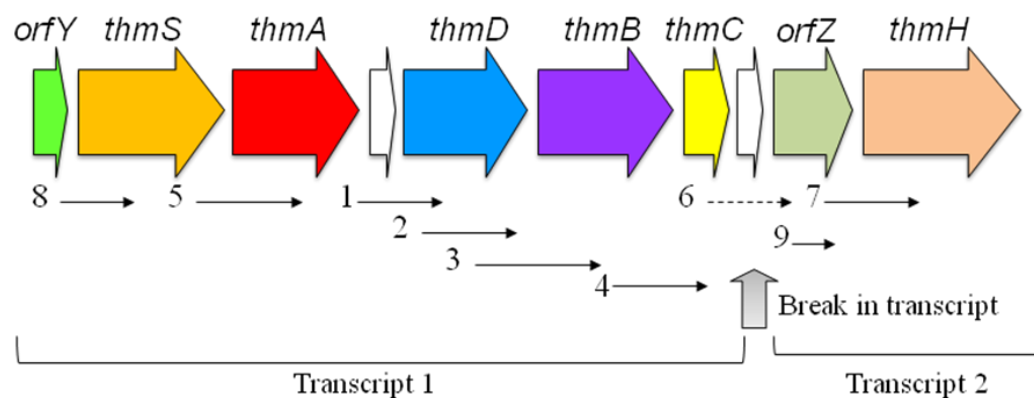 orfY thmS thmA thmD thmB thmC orfZ thmH
8 5 1 6 7
2 9
3
4
Break in transcript
Transcript 1 Transcript 2